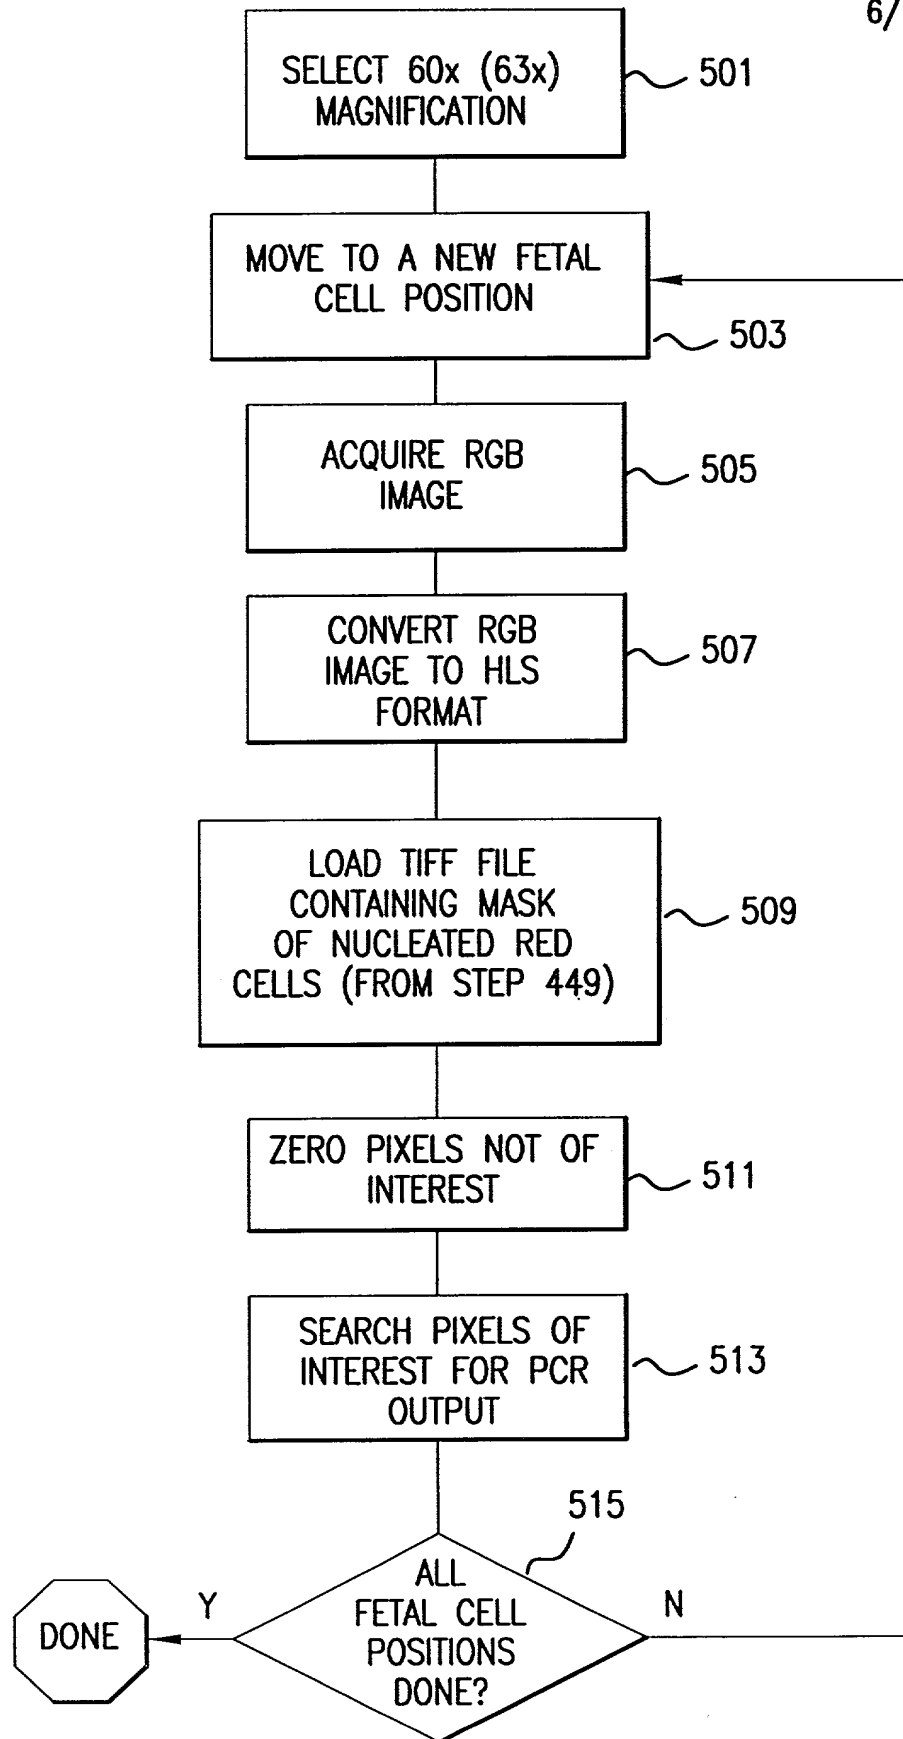 6/
SELECT 60x (63x)
MAGNIFICATION
501
MOVE TO A NEW FETAL
CELL POSITION
503
ACQUIRE RGB
IMAGE
505
CONVERT RGB
IMAGE TO HLS
FORMAT
507
LOAD TIFF FILE
CONTAINING MASK
OF NUCLEATED RED
CELLS (FROM STEP 449)
509
ZERO PIXELS NOT OF
INTEREST
511
SEARCH PIXELS OF
INTEREST FOR PCR
OUTPUT
513
515
ALL
FETAL CELL
POSITIONS
DONE?
Y
N
DONE